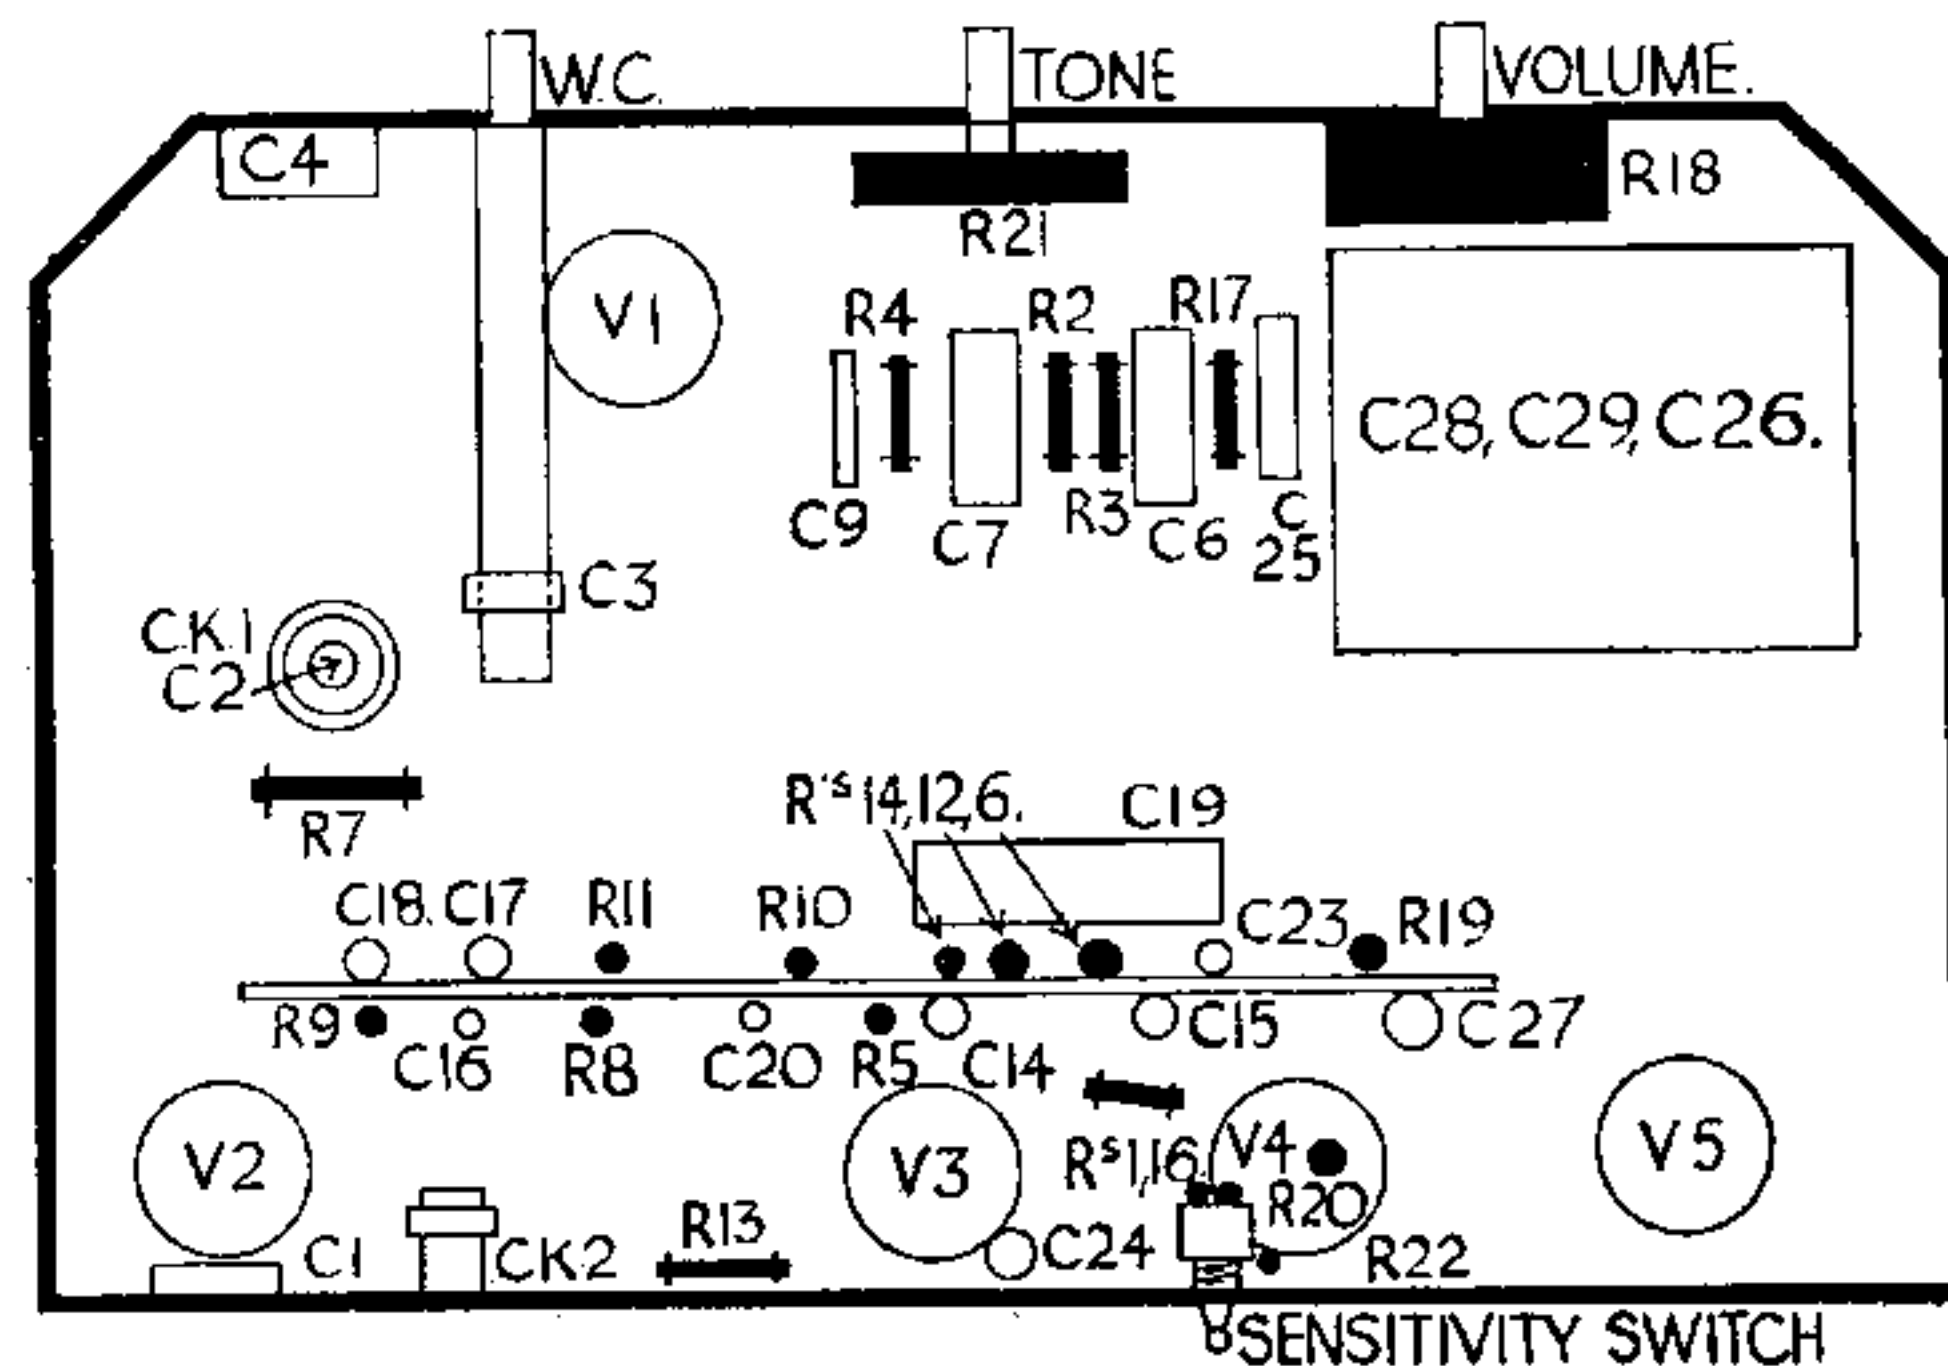 W.C.
TONE
VOLUME.
C4
R18
R21
V1
R4
R2
R17
C28, C29, C26.
C9
C7
R3
C6
C
25
C3
CK1
C2
R7
R's 14,12,6.
C19
C18. C17
R11
R10
C23
R19
R9
C16
R8
C20
R5
C14
C15
C27
V2
V3
Rs 1,16.
V4
R20
V5
C1
CK2
R13
C24
R22
SENSITIVITY SWITCH